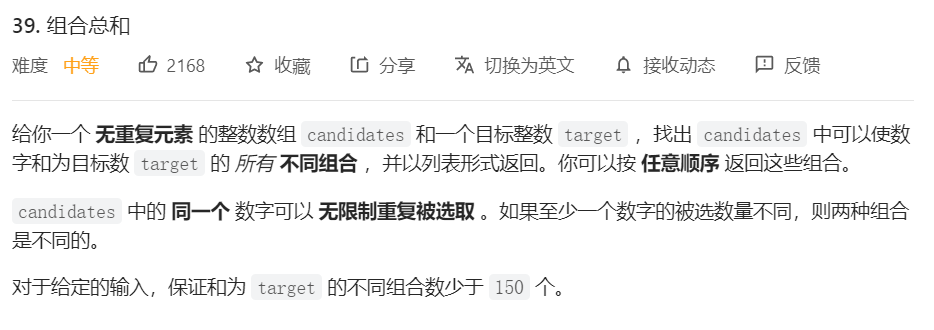 39. 组合总和
难度 中等 2168 收藏 分享 切换为英文 接收动态 反馈
给你一个 无重复元素 的整数数组 candidates 和一个目标整数 target ，找出 candidates 中可以使数
字和为目标数 target 的 所有 不同组合 ，并以列表形式返回。你可以按 任意顺序 返回这些组合。
candidates 中的 同一个 数字可以 无限制重复被选取 。如果至少一个数字的被选数量不同，则两种组合
是不同的。
对于给定的输入，保证和为 target 的不同组合数少于 150 个。